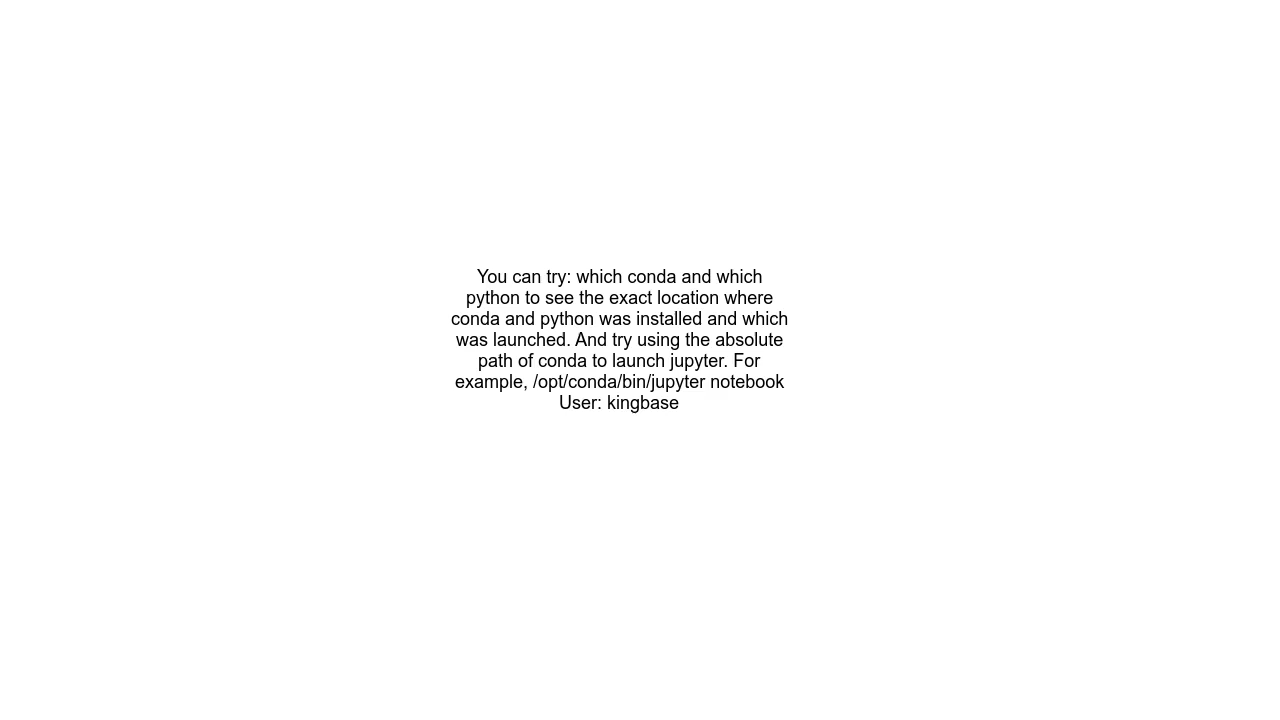 You can try: which conda and which
python to see the exact location where
conda and python was installed and which
was launched. And try using the absolute
path of conda to launch jupyter. For
example, /opt/conda/bin/jupyter notebook
User: kingbase